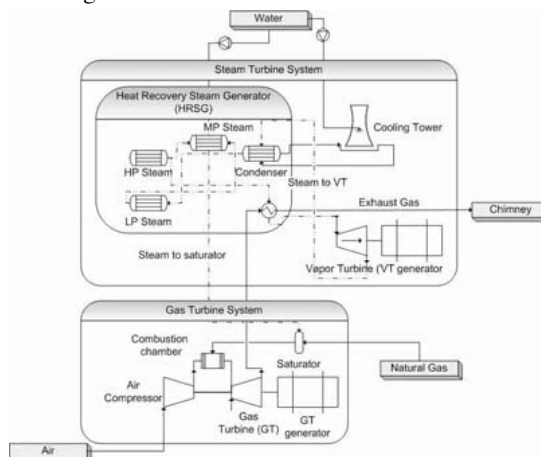 Water
Steam Turbine System
Heat Recovery Steam Generator
(HRSG)
MP Steam
Cooling Tower
HP Steam
Condenser
Steam to VT
LP Steam
Exhaust Gas
Chimney
Steam to saturator
Vapor Turbine (VT generator
Gas Turbine System
Combustion
chamber
Saturator
Natural Gas
Air
Compressor
Gas
Turbine (GT)
GT
generator
Air